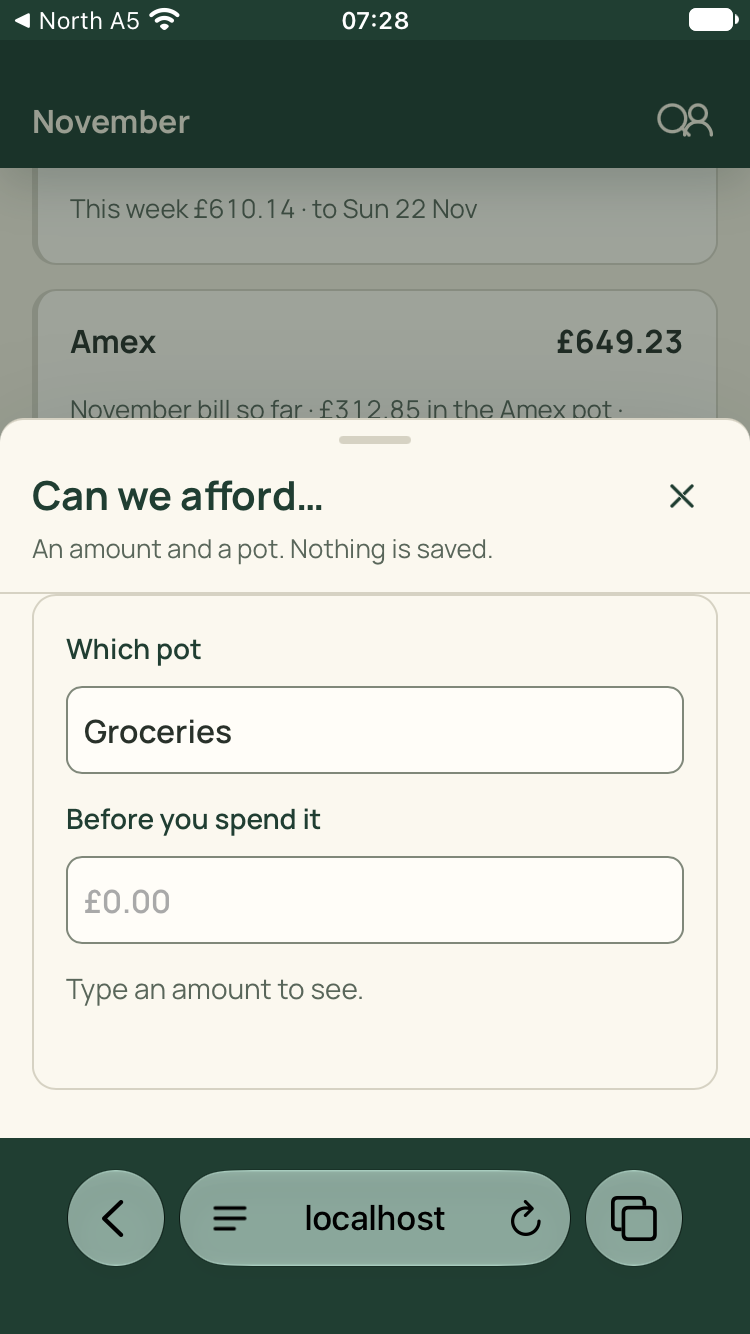 ◀ North A5 07:28
November
This week £610.14 · to Sun 22 Nov
Amex £649.23
November bill so far · £312.85 in the Amex pot ·
Can we afford…
An amount and a pot. Nothing is saved.
Which pot
Groceries
Before you spend it
£0.00
Type an amount to see.
localhost